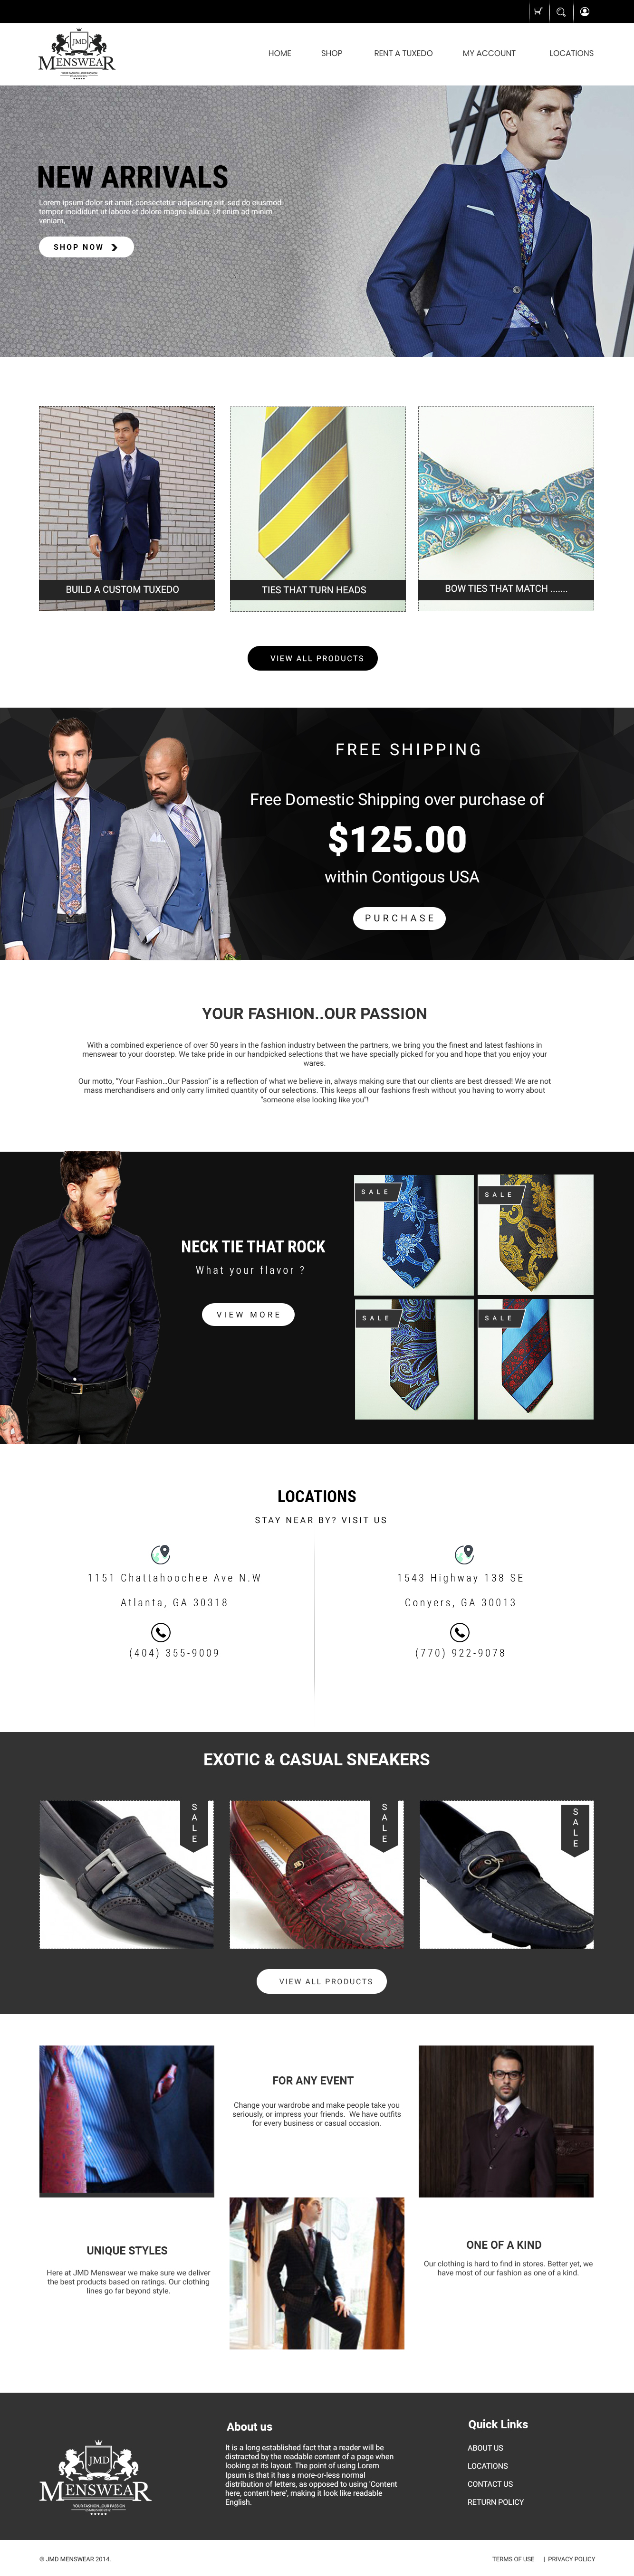 JMD
MENSWEAR
YOUR FASHION...OUR PASSION
HOME SHOP RENT A TUXEDO MY ACCOUNT LOCATIONS
NEW ARRIVALS
Lorem ipsum dolor sit amet, consectetur adipiscing elit, sed do eiusmod
tempor incididunt ut labore et dolore magna aliqua. Ut enim ad minim
veniam,
SHOP NOW
BUILD A CUSTOM TUXEDO
TIES THAT TURN HEADS
BOW TIES THAT MATCH .......
VIEW ALL PRODUCTS
FREE SHIPPING
Free Domestic Shipping over purchase of
$125.00
within Contigous USA
PURCHASE
YOUR FASHION..OUR PASSION
With a combined experience of over 50 years in the fashion industry between the partners, we bring you the finest and latest fashions in
menswear to your doorstep. We take pride in our handpicked selections that we have specially picked for you and hope that you enjoy your
wares.
Our motto, “Your Fashion...Our Passion” is a reflection of what we believe in, always making sure that our clients are best dressed! We are not
mass merchandisers and only carry limited quantity of our selections. This keeps all our fashions fresh without you having to worry about
“someone else looking like you”!
NECK TIE THAT ROCK
What your flavor ?
VIEW MORE
SALE
SALE
SALE
SALE
LOCATIONS
STAY NEAR BY? VISIT US
1151 Chattahoochee Ave N.W
Atlanta, GA 30318
(404) 355-9009
1543 Highway 138 SE
Conyers, GA 30013
(770) 922-9078
EXOTIC & CASUAL SNEAKERS
SALE
SALE
SALE
VIEW ALL PRODUCTS
FOR ANY EVENT
Change your wardrobe and make people take you
seriously, or impress your friends. We have outfits
for every business or casual occasion.
UNIQUE STYLES
Here at JMD Menswear we make sure we deliver
the best products based on ratings. Our clothing
lines go far beyond style.
ONE OF A KIND
Our clothing is hard to find in stores. Better yet, we
have most of our fashion as one of a kind.
JMD
MENSWEAR
YOUR FASHION...OUR PASSION
About us
It is a long established fact that a reader will be
distracted by the readable content of a page when
looking at its layout. The point of using Lorem
Ipsum is that it has a more-or-less normal
distribution of letters, as opposed to using 'Content
here, content here', making it look like readable
English.
Quick Links
ABOUT US
LOCATIONS
CONTACT US
RETURN POLICY
© JMD MENSWEAR 2014.
TERMS OF USE | PRIVACY POLICY